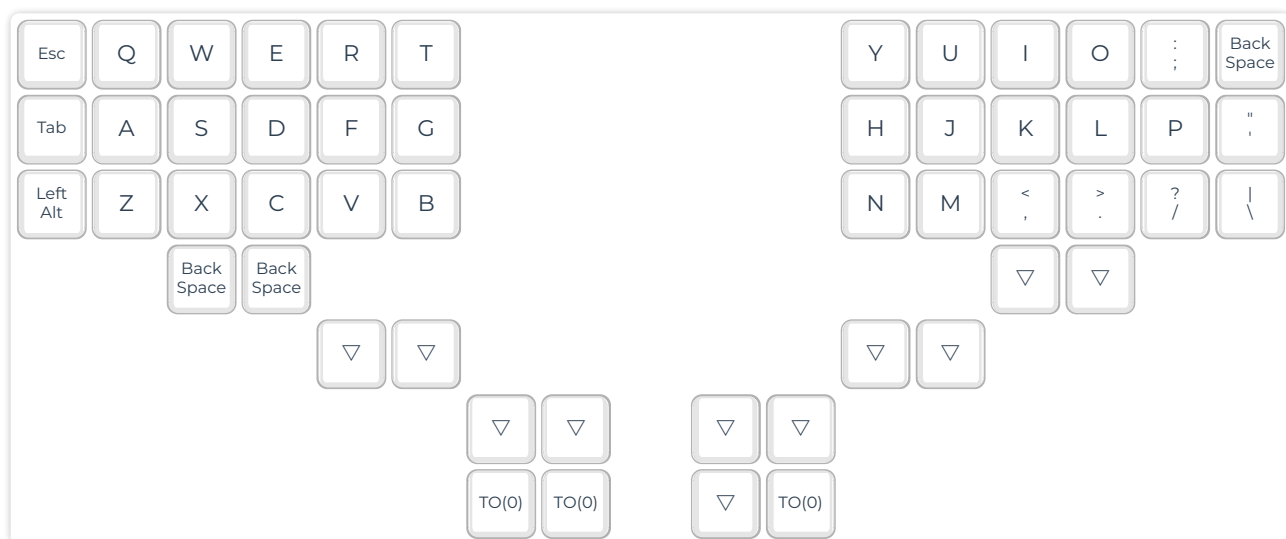 Esc Q W E R T Y U I O : ; Back Space
Tab A S D F G H J K L P " '
Left Alt Z X C V B N M < , > . ? / | \
Back Space Back Space ▽ ▽
▽ ▽ ▽ ▽
▽ ▽ ▽ ▽
TO(0) TO(0) ▽ TO(0)